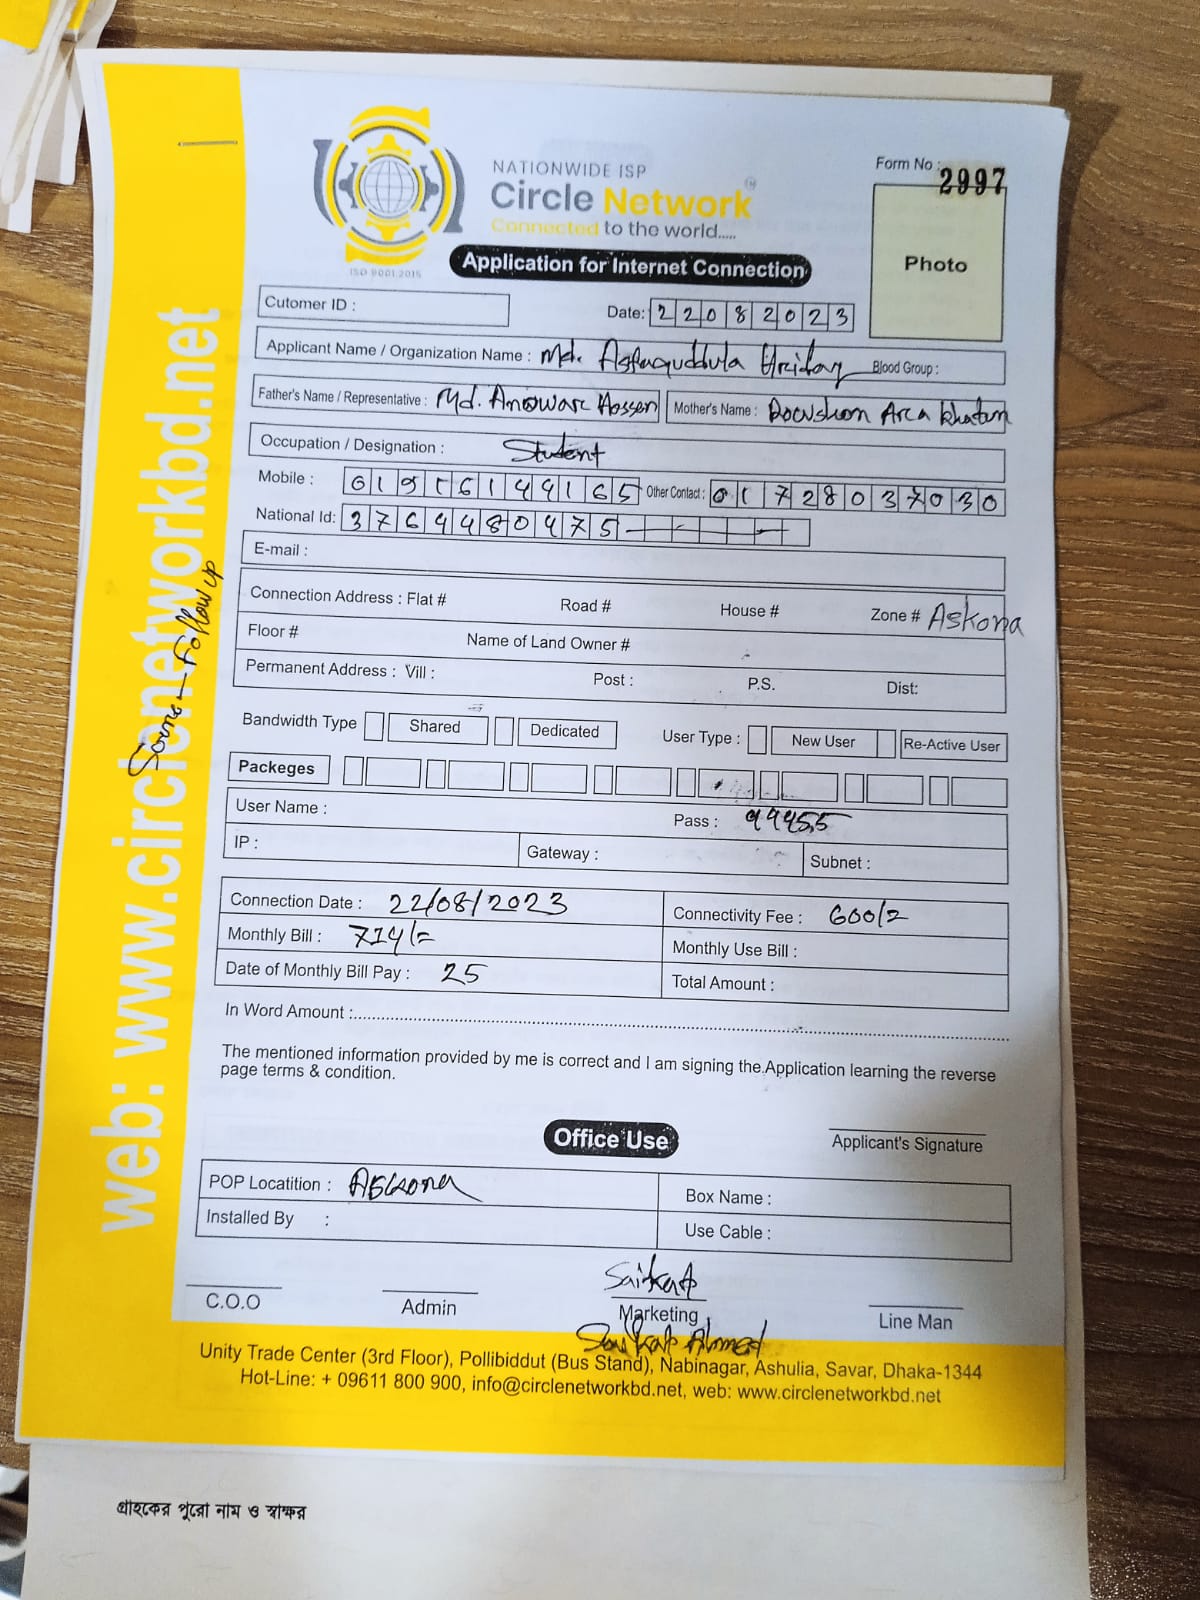 NATIONWIDE ISP
Circle Network
Connected to the world.....
ISO 9001:2015
Form No : 2997
Photo
Application for Internet Connection
Cutomer ID :
Date: 22082023
Applicant Name / Organization Name : Md. Asfaquddula Hriday Blood Group :
Father's Name / Representative : Md. Anowar Hossen Mother's Name : Ara Khatun
Occupation / Designation : Student
Mobile : Other Contact : 01728037030
National Id: 3764480475
E-mail :
Connection Address : Flat # Road # House # Zone # Askona
Floor # Name of Land Owner #
Permanent Address : Vill : Post : P.S. Dist:
Bandwidth Type Shared Dedicated User Type : New User Re-Active User
Packeges
User Name : Pass : 99455
IP : Gateway : Subnet :
Connection Date : 22/08/2023 Connectivity Fee : 600/=
Monthly Bill : 714/= Monthly Use Bill :
Date of Monthly Bill Pay : 25 Total Amount :
In Word Amount :
The mentioned information provided by me is correct and I am signing the Application learning the reverse
page terms & condition.
Applicant's Signature
Office Use
POP Locatition : Askona Box Name :
Installed By : Use Cable :
Saikat
C.O.O Admin Marketing Line Man
Saikat Ahmed
Unity Trade Center (3rd Floor), Pollibiddut (Bus Stand), Nabinagar, Ashulia, Savar, Dhaka-1344
Hot-Line: + 09611 800 900, info@circlenetworkbd.net, web: www.circlenetworkbd.net
web: www.circlenetworkbd.net
Follow up
গ্রাহকের পুরো নাম ও স্বাক্ষর